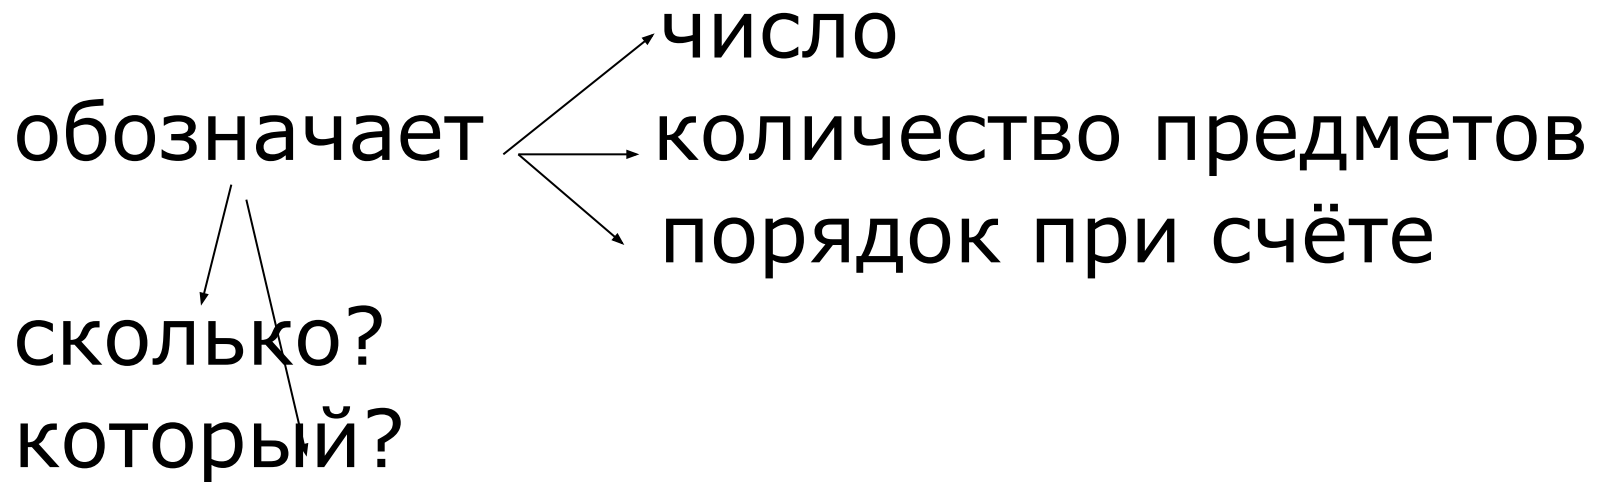 число
обозначает количество предметов
порядок при счёте
сколько?
который?